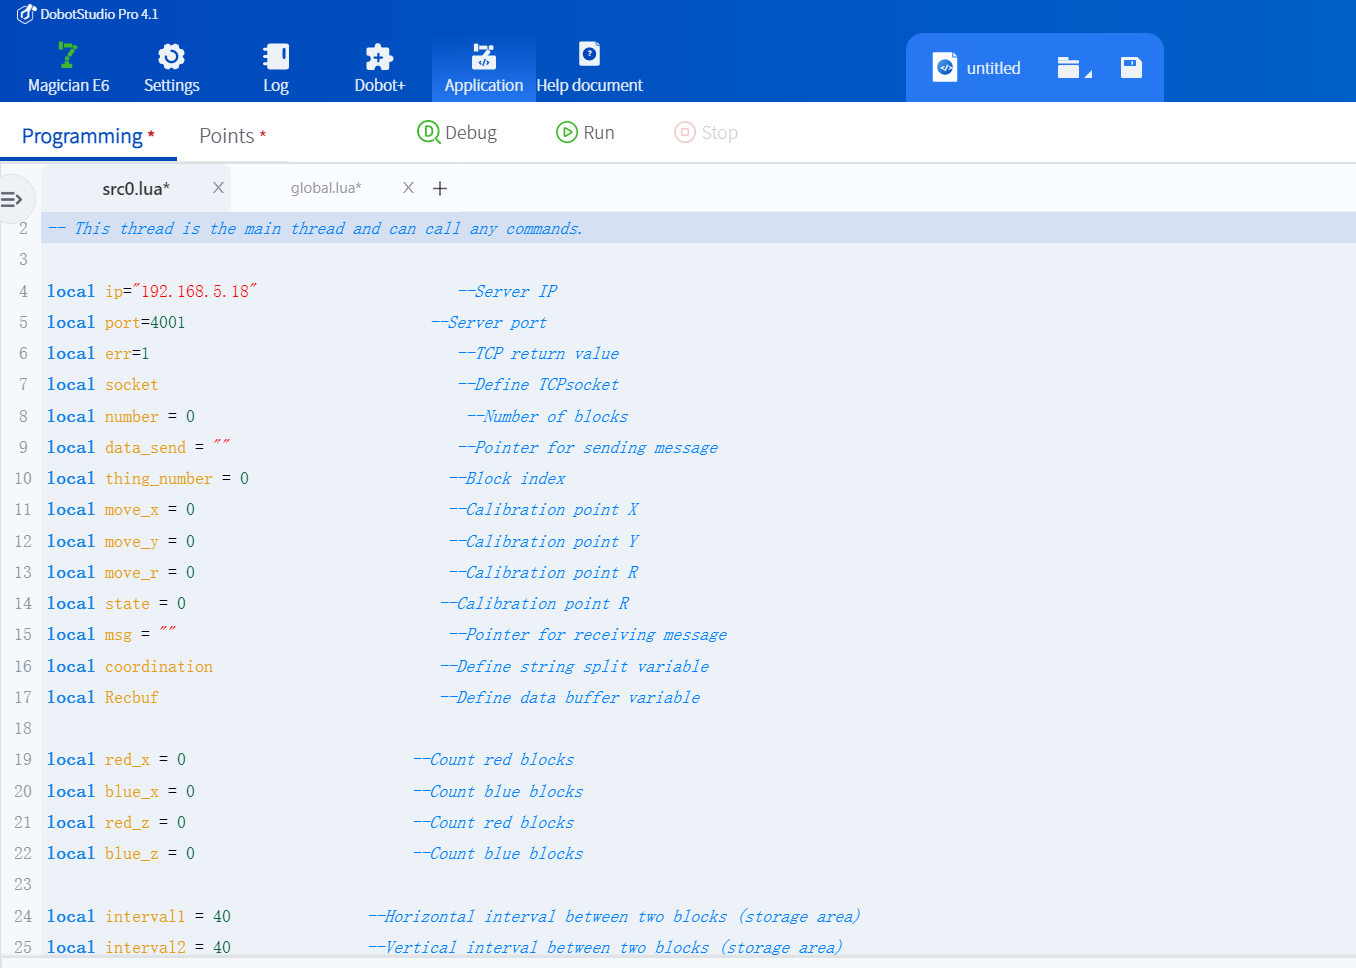 DobotStudio Pro 4.1
Magician E6 Settings Log Dobot+ Application Help document untitled
Programming * Points * Debug Run Stop
src0.lua* X global.lua* X +
2 -- This thread is the main thread and can call any commands.
3
4 local ip="192.168.5.18" --Server IP
5 local port=4001 --Server port
6 local err=1 --TCP return value
7 local socket --Define TCPsocket
8 local number = 0 --Number of blocks
9 local data_send = "" --Pointer for sending message
10 local thing_number = 0 --Block index
11 local move_x = 0 --Calibration point X
12 local move_y = 0 --Calibration point Y
13 local move_r = 0 --Calibration point R
14 local state = 0 --Calibration point R
15 local msg = "" --Pointer for receiving message
16 local coordination --Define string split variable
17 local Recbuf --Define data buffer variable
18
19 local red_x = 0 --Count red blocks
20 local blue_x = 0 --Count blue blocks
21 local red_z = 0 --Count red blocks
22 local blue_z = 0 --Count blue blocks
23
24 local interval1 = 40 --Horizontal interval between two blocks (storage area)
25 local interval2 = 40 --Vertical interval between two blocks (storage area)